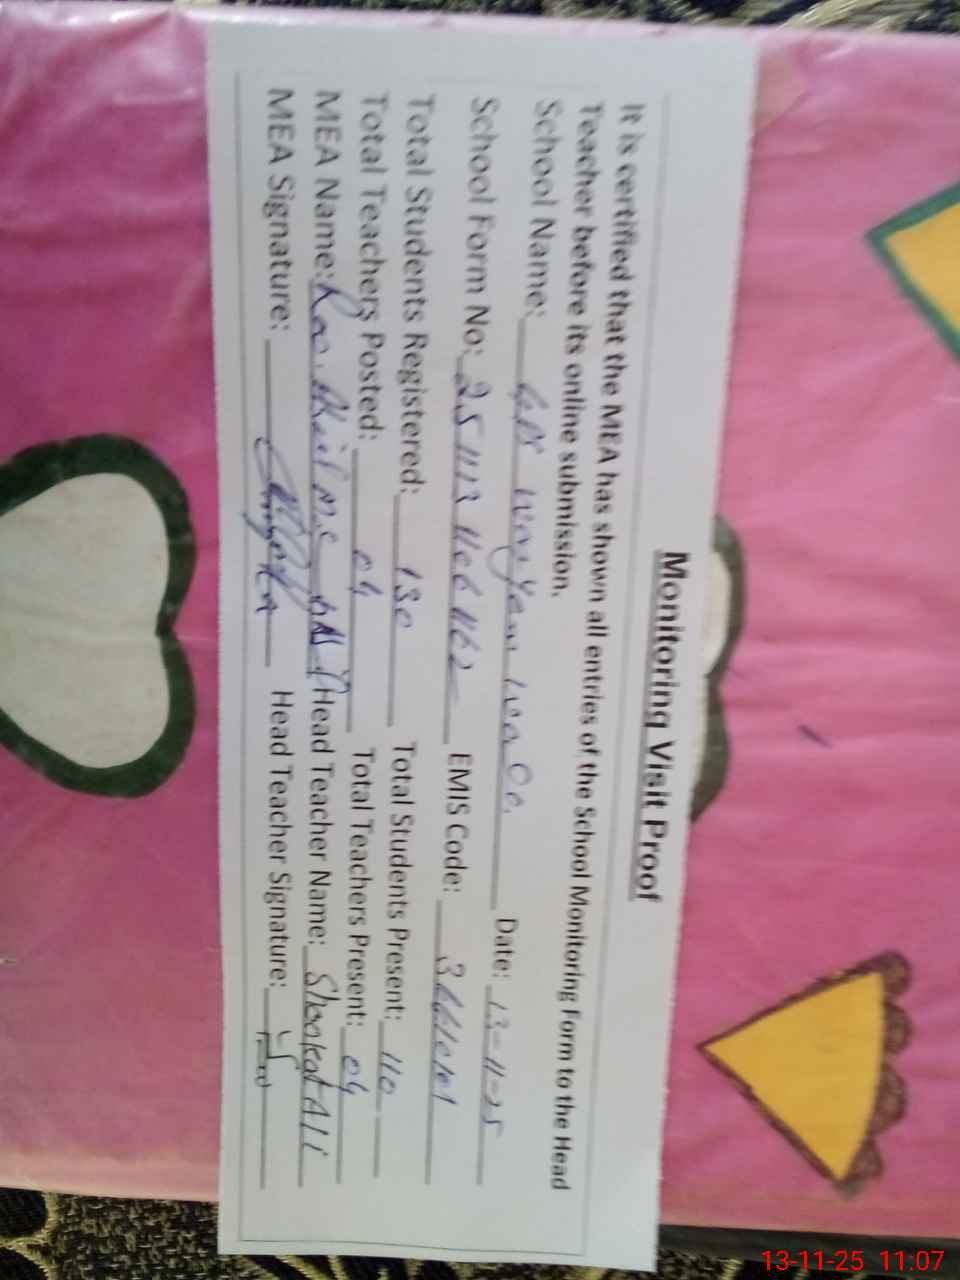 Monitoring Visit Proof
It is certified that the MEA has shown all entries of the School Monitoring Form to the Head
Teacher before its online submission.
School Name: Date: 13-11-25
School Form No: EMIS Code:
Total Students Registered: 130 Total Students Present: 110
Total Teachers Posted: 04 Total Teachers Present: 04
MEA Name: Rao Head Teacher Name: Shookat Ali
MEA Signature: Head Teacher Signature:
13-11-25 11:07